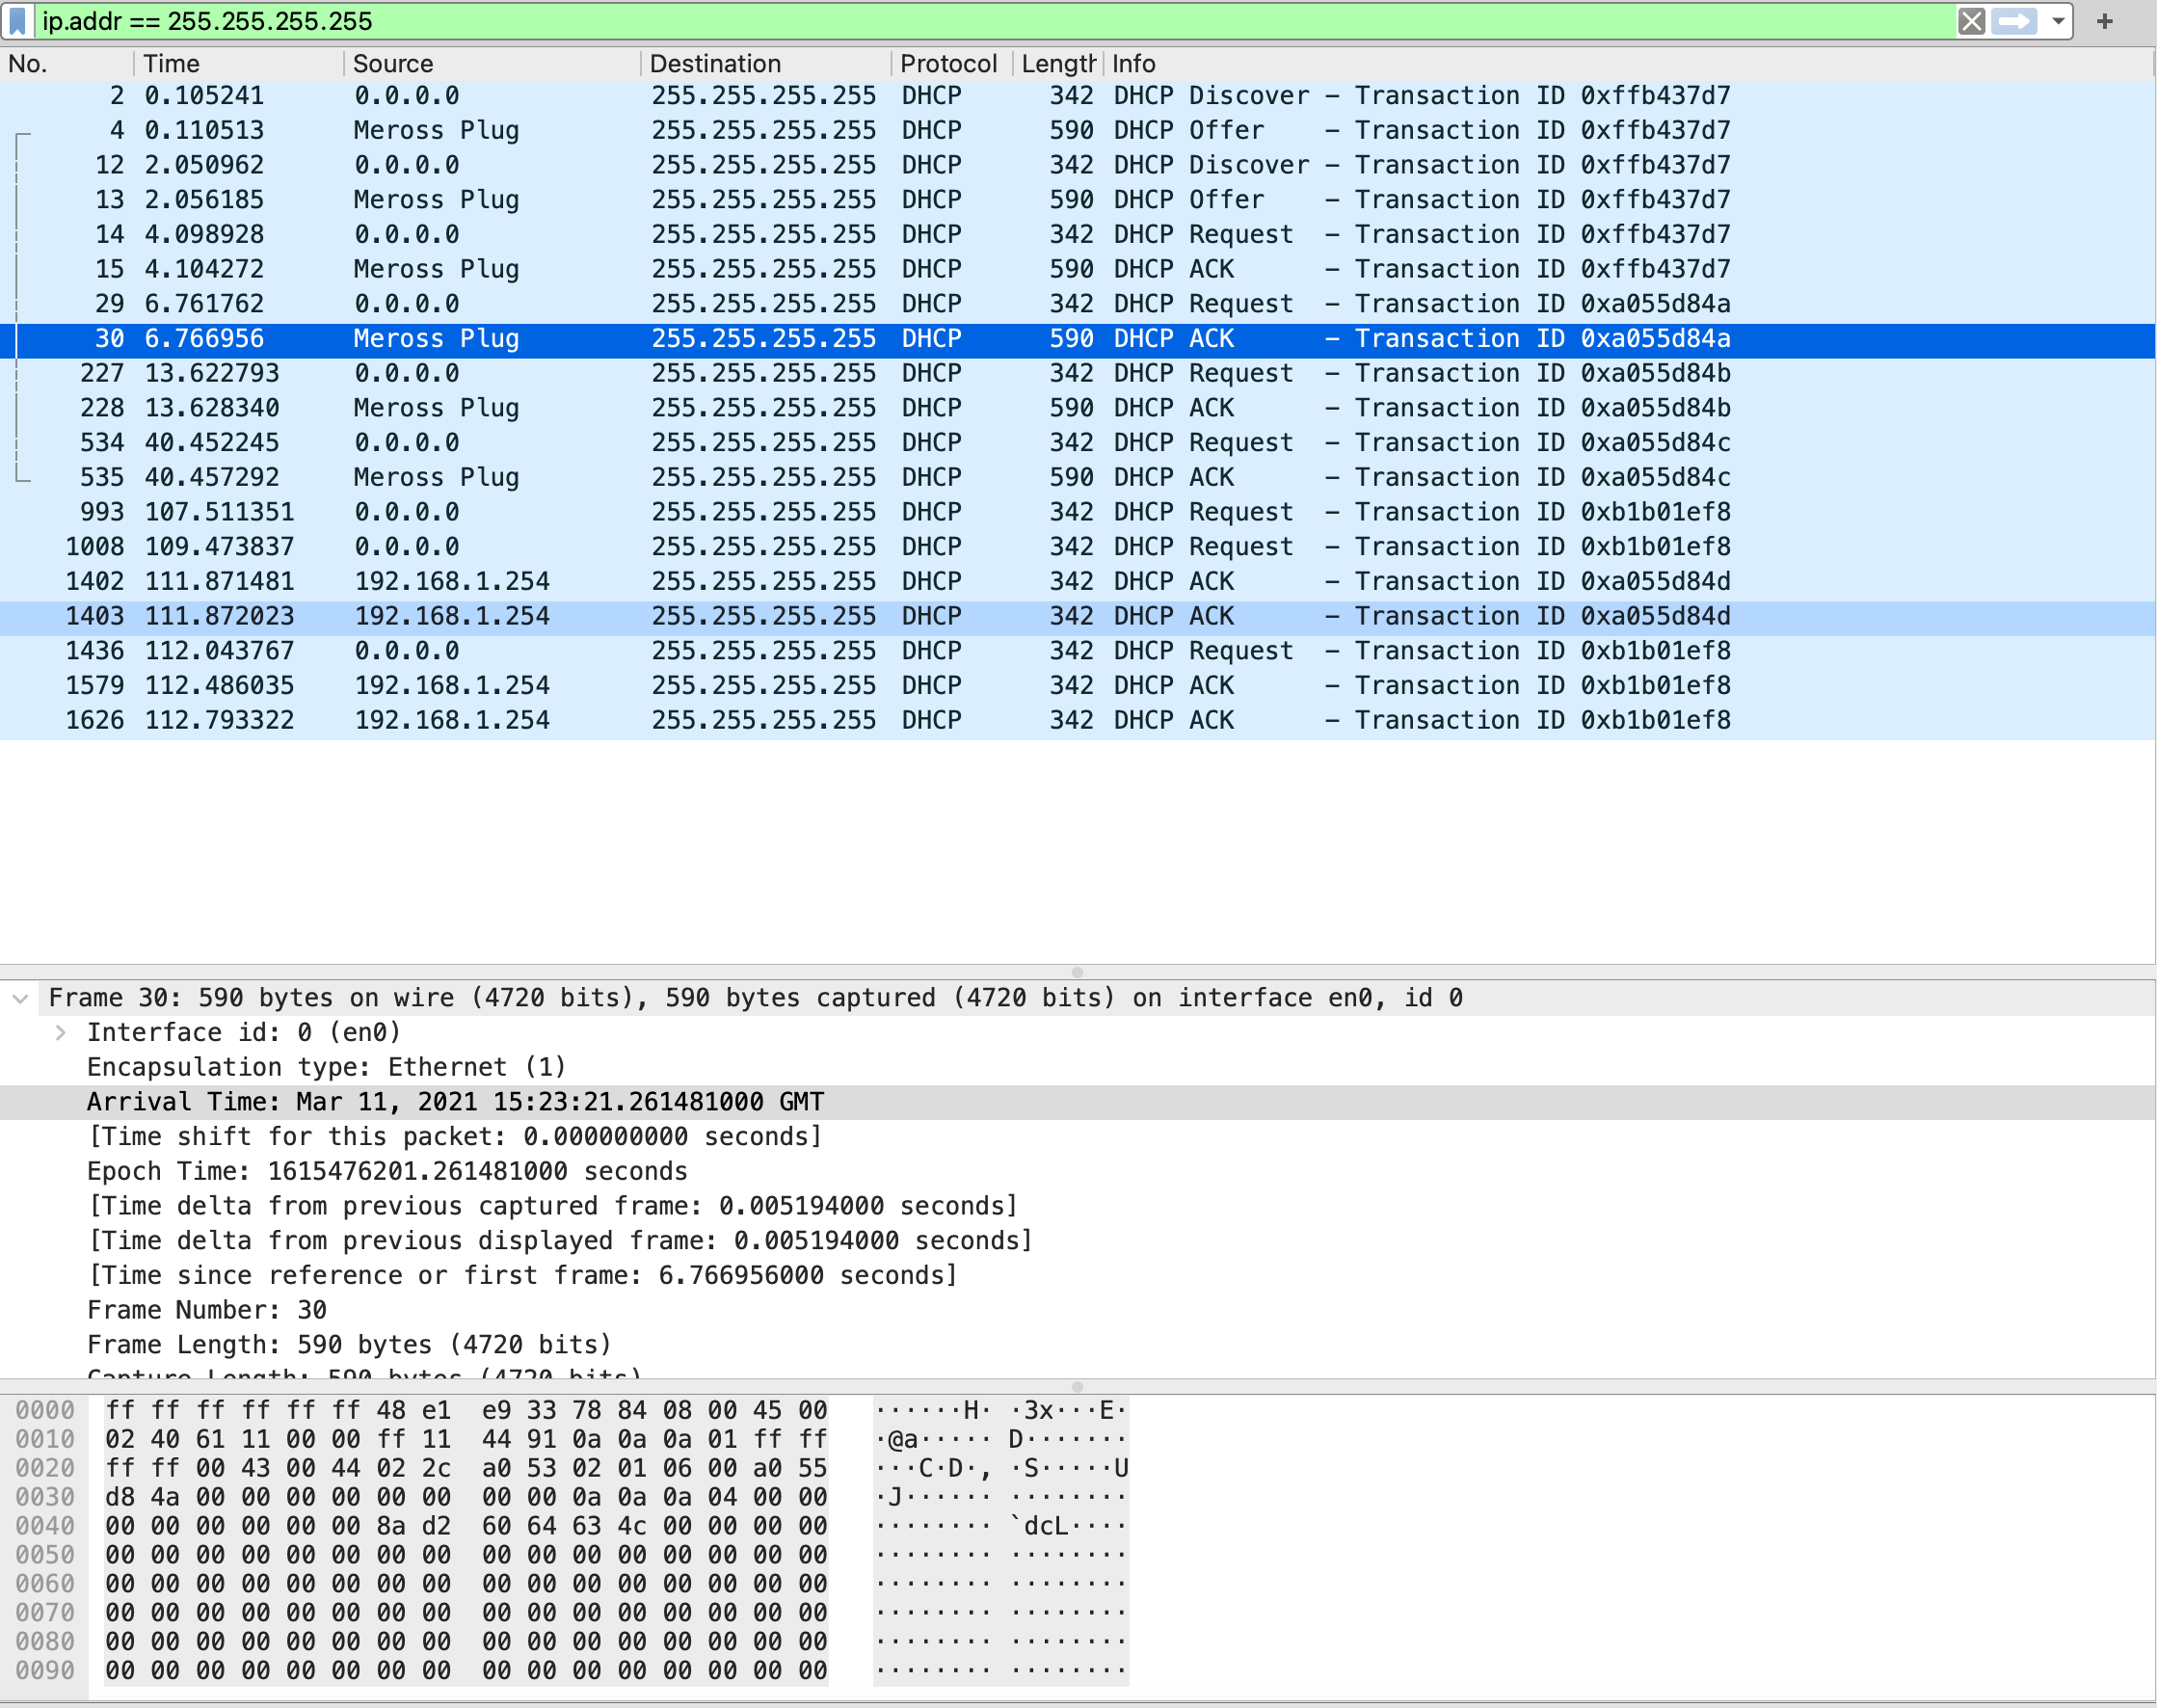 ip.addr == 255.255.255.255
No. Time Source Destination Protocol Length Info
2 0.105241 0.0.0.0 255.255.255.255 DHCP 342 DHCP Discover – Transaction ID 0xffb437d7
4 0.110513 Meross Plug 255.255.255.255 DHCP 590 DHCP Offer – Transaction ID 0xffb437d7
12 2.050962 0.0.0.0 255.255.255.255 DHCP 342 DHCP Discover – Transaction ID 0xffb437d7
13 2.056185 Meross Plug 255.255.255.255 DHCP 590 DHCP Offer – Transaction ID 0xffb437d7
14 4.098928 0.0.0.0 255.255.255.255 DHCP 342 DHCP Request – Transaction ID 0xffb437d7
15 4.104272 Meross Plug 255.255.255.255 DHCP 590 DHCP ACK – Transaction ID 0xffb437d7
29 6.761762 0.0.0.0 255.255.255.255 DHCP 342 DHCP Request – Transaction ID 0xa055d84a
30 6.766956 Meross Plug 255.255.255.255 DHCP 590 DHCP ACK – Transaction ID 0xa055d84a
227 13.622793 0.0.0.0 255.255.255.255 DHCP 342 DHCP Request – Transaction ID 0xa055d84b
228 13.628340 Meross Plug 255.255.255.255 DHCP 590 DHCP ACK – Transaction ID 0xa055d84b
534 40.452245 0.0.0.0 255.255.255.255 DHCP 342 DHCP Request – Transaction ID 0xa055d84c
535 40.457292 Meross Plug 255.255.255.255 DHCP 590 DHCP ACK – Transaction ID 0xa055d84c
993 107.511351 0.0.0.0 255.255.255.255 DHCP 342 DHCP Request – Transaction ID 0xb1b01ef8
1008 109.473837 0.0.0.0 255.255.255.255 DHCP 342 DHCP Request – Transaction ID 0xb1b01ef8
1402 111.871481 192.168.1.254 255.255.255.255 DHCP 342 DHCP ACK – Transaction ID 0xa055d84d
1403 111.872023 192.168.1.254 255.255.255.255 DHCP 342 DHCP ACK – Transaction ID 0xa055d84d
1436 112.043767 0.0.0.0 255.255.255.255 DHCP 342 DHCP Request – Transaction ID 0xb1b01ef8
1579 112.486035 192.168.1.254 255.255.255.255 DHCP 342 DHCP ACK – Transaction ID 0xb1b01ef8
1626 112.793322 192.168.1.254 255.255.255.255 DHCP 342 DHCP ACK – Transaction ID 0xb1b01ef8
Frame 30: 590 bytes on wire (4720 bits), 590 bytes captured (4720 bits) on interface en0, id 0
Interface id: 0 (en0)
Encapsulation type: Ethernet (1)
Arrival Time: Mar 11, 2021 15:23:21.261481000 GMT
[Time shift for this packet: 0.000000000 seconds]
Epoch Time: 1615476201.261481000 seconds
[Time delta from previous captured frame: 0.005194000 seconds]
[Time delta from previous displayed frame: 0.005194000 seconds]
[Time since reference or first frame: 6.766956000 seconds]
Frame Number: 30
Frame Length: 590 bytes (4720 bits)
Capture Length: 590 bytes (4720 bits)
0000 ff ff ff ff ff ff 48 e1 e9 33 78 84 08 00 45 00 ······H· ·3x···E·
0010 02 40 61 11 00 00 ff 11 44 91 0a 0a 0a 01 ff ff ·@a····· D·······
0020 ff ff 00 43 00 44 02 2c a0 53 02 01 06 00 a0 55 ···C·D·, ·S·····U
0030 d8 4a 00 00 00 00 00 00 00 00 0a 0a 0a 04 00 00 ·J······ ········
0040 00 00 00 00 00 00 8a d2 60 64 63 4c 00 00 00 00 ········ `dcL····
0050 00 00 00 00 00 00 00 00 00 00 00 00 00 00 00 00 ········ ········
0060 00 00 00 00 00 00 00 00 00 00 00 00 00 00 00 00 ········ ········
0070 00 00 00 00 00 00 00 00 00 00 00 00 00 00 00 00 ········ ········
0080 00 00 00 00 00 00 00 00 00 00 00 00 00 00 00 00 ········ ········
0090 00 00 00 00 00 00 00 00 00 00 00 00 00 00 00 00 ········ ········